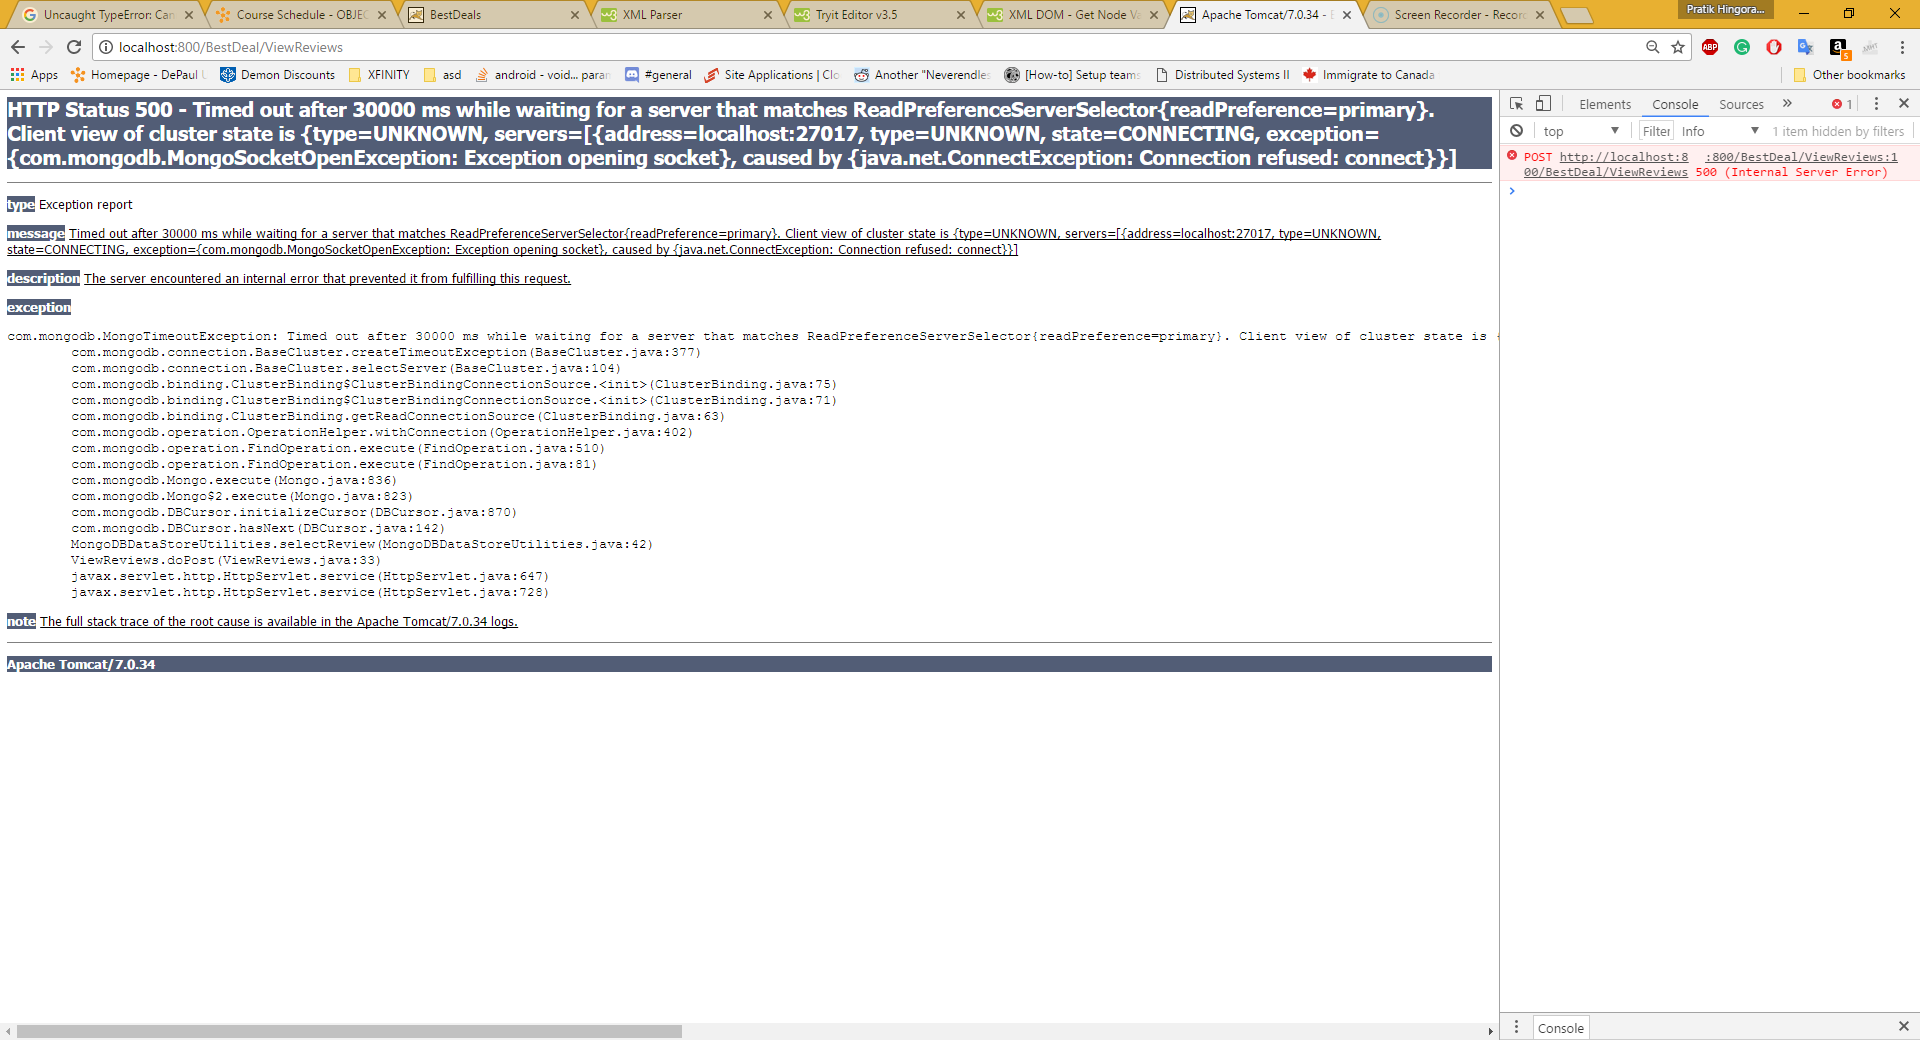 Uncaught TypeError: Can
Course Schedule - OBJEC
BestDeals
XML Parser
Tryit Editor v3.5
XML DOM - Get Node Va
Apache Tomcat/7.0.34 - E
Screen Recorder - Record
Pratik Hingora...
localhost:800/BestDeal/ViewReviews
Apps
Homepage - DePaul U
Demon Discounts
XFINITY
asd
android - void... param
#general
Site Applications | Clo
Another "Neverendles
[How-to] Setup teams
Distributed Systems II
Immigrate to Canada
Other bookmarks
HTTP Status 500 - Timed out after 30000 ms while waiting for a server that matches ReadPreferenceServerSelector{readPreference=primary}.
Client view of cluster state is {type=UNKNOWN, servers=[{address=localhost:27017, type=UNKNOWN, state=CONNECTING, exception=
{com.mongodb.MongoSocketOpenException: Exception opening socket}, caused by {java.net.ConnectException: Connection refused: connect}}]
type Exception report
message Timed out after 30000 ms while waiting for a server that matches ReadPreferenceServerSelector{readPreference=primary}. Client view of cluster state is {type=UNKNOWN, servers=[{address=localhost:27017, type=UNKNOWN,
state=CONNECTING, exception={com.mongodb.MongoSocketOpenException: Exception opening socket}, caused by {java.net.ConnectException: Connection refused: connect}}]
description The server encountered an internal error that prevented it from fulfilling this request.
exception
com.mongodb.MongoTimeoutException: Timed out after 30000 ms while waiting for a server that matches ReadPreferenceServerSelector{readPreference=primary}. Client view of cluster state is {
com.mongodb.connection.BaseCluster.createTimeoutException(BaseCluster.java:377)
com.mongodb.connection.BaseCluster.selectServer(BaseCluster.java:104)
com.mongodb.binding.ClusterBinding$ClusterBindingConnectionSource.<init>(ClusterBinding.java:75)
com.mongodb.binding.ClusterBinding$ClusterBindingConnectionSource.<init>(ClusterBinding.java:71)
com.mongodb.binding.ClusterBinding.getReadConnectionSource(ClusterBinding.java:63)
com.mongodb.operation.OperationHelper.withConnection(OperationHelper.java:402)
com.mongodb.operation.FindOperation.execute(FindOperation.java:510)
com.mongodb.operation.FindOperation.execute(FindOperation.java:81)
com.mongodb.Mongo.execute(Mongo.java:836)
com.mongodb.Mongo$2.execute(Mongo.java:823)
com.mongodb.DBCursor.initializeCursor(DBCursor.java:870)
com.mongodb.DBCursor.hasNext(DBCursor.java:142)
MongoDBDataStoreUtilities.selectReview(MongoDBDataStoreUtilities.java:42)
ViewReviews.doPost(ViewReviews.java:33)
javax.servlet.http.HttpServlet.service(HttpServlet.java:647)
javax.servlet.http.HttpServlet.service(HttpServlet.java:728)
note The full stack trace of the root cause is available in the Apache Tomcat/7.0.34 logs.
Apache Tomcat/7.0.34
Elements
Console
Sources
1
top
Filter
Info
1 item hidden by filters
POST http://localhost:8 :800/BestDeal/ViewReviews:1
00/BestDeal/ViewReviews 500 (Internal Server Error)
Console